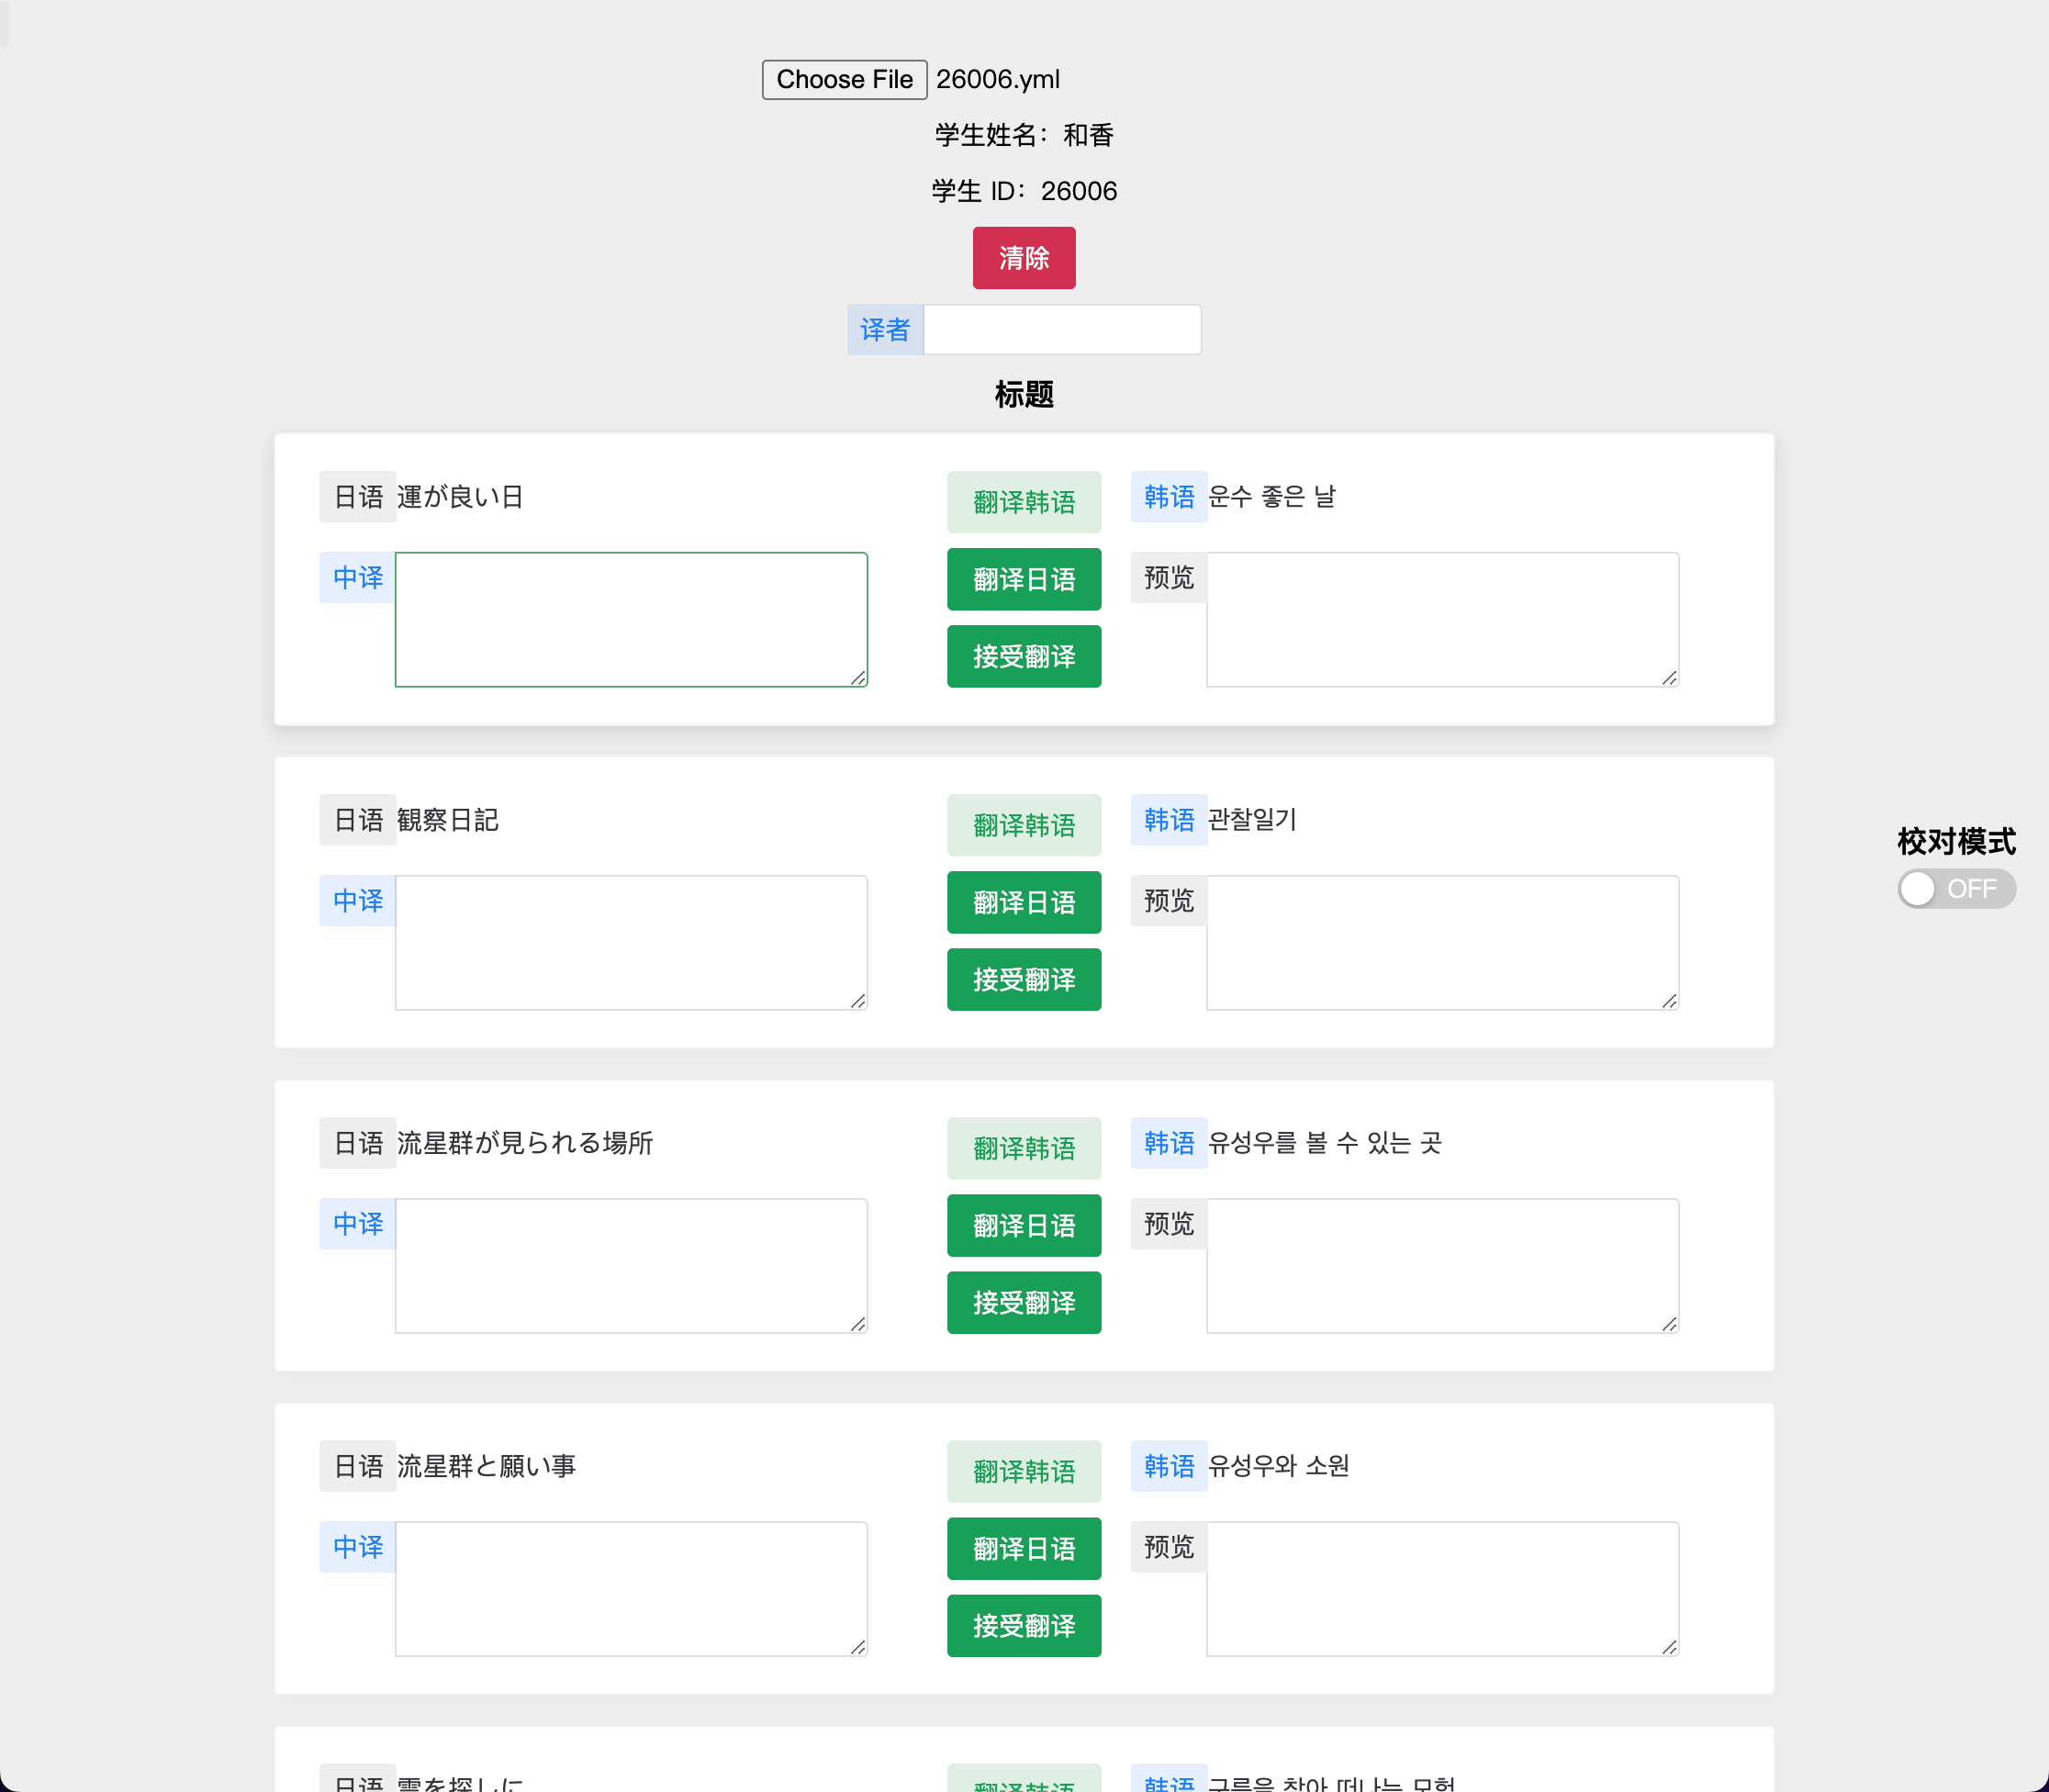 Choose File 26006.yml
学生姓名：和香
学生 ID：26006
清除
译者
标题
日语 運が良い日
翻译韩语
韩语 운수 좋은 날
中译
翻译日语
预览
接受翻译
日语 観察日記
翻译韩语
韩语 관찰일기
中译
翻译日语
预览
接受翻译
校对模式
OFF
日语 流星群が見られる場所
翻译韩语
韩语 유성우를 볼 수 있는 곳
中译
翻译日语
预览
接受翻译
日语 流星群と願い事
翻译韩语
韩语 유성우와 소원
中译
翻译日语
预览
接受翻译
日语 雲を探しに
翻译韩语
韩语 구름을 찾아 떠나는 모험